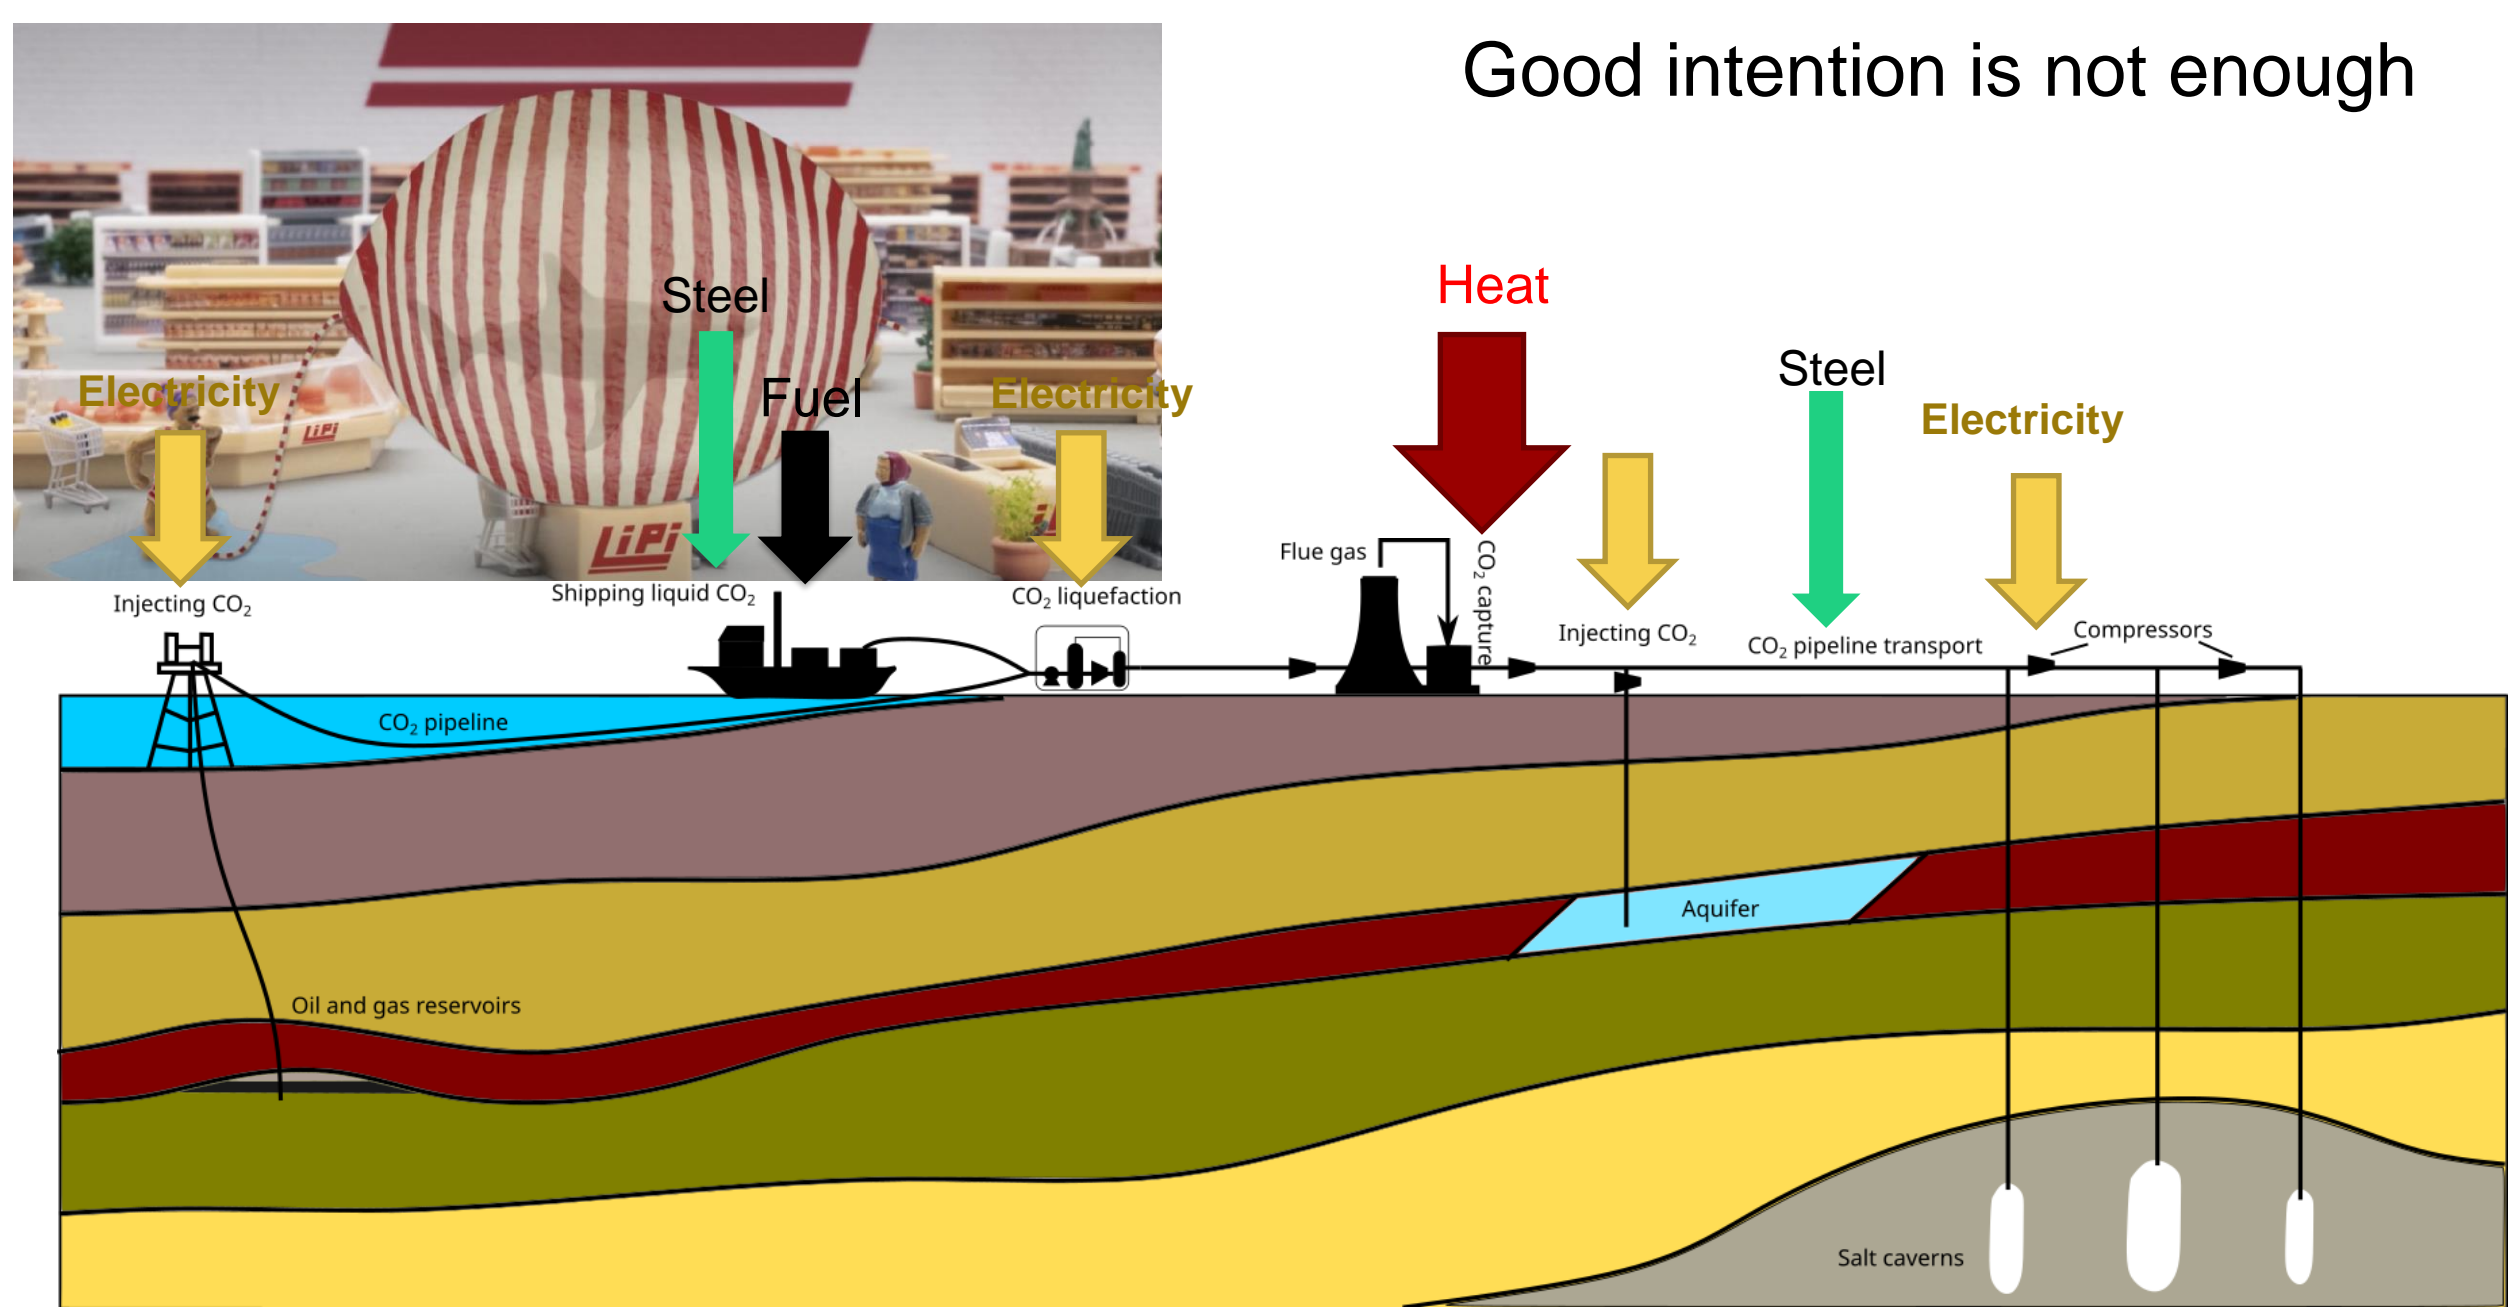 Good intention is not enough
Heat
Steel
Steel
Electricity
Fuel
Electricity
Electricity
LiPi
LiPi
Flue gas
CO₂ capture
Injecting CO₂
Shipping liquid CO₂
CO₂ liquefaction
Injecting CO₂
CO₂ pipeline transport
Compressors
CO₂ pipeline
Aquifer
Oil and gas reservoirs
Salt caverns